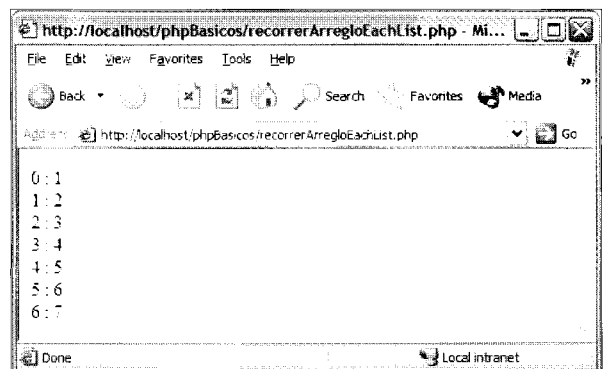 http://localhost/phpBasicos/recorrerArregloEachList.php - Mi...
File Edit View Favorites Tools Help
Back Search Favorites Media »
Address http://localhost/phpBasicos/recorrerArregloEachList.php Go
0 : 1
1 : 2
2 : 3
3 : 4
4 : 5
5 : 6
6 : 7
Done Local intranet